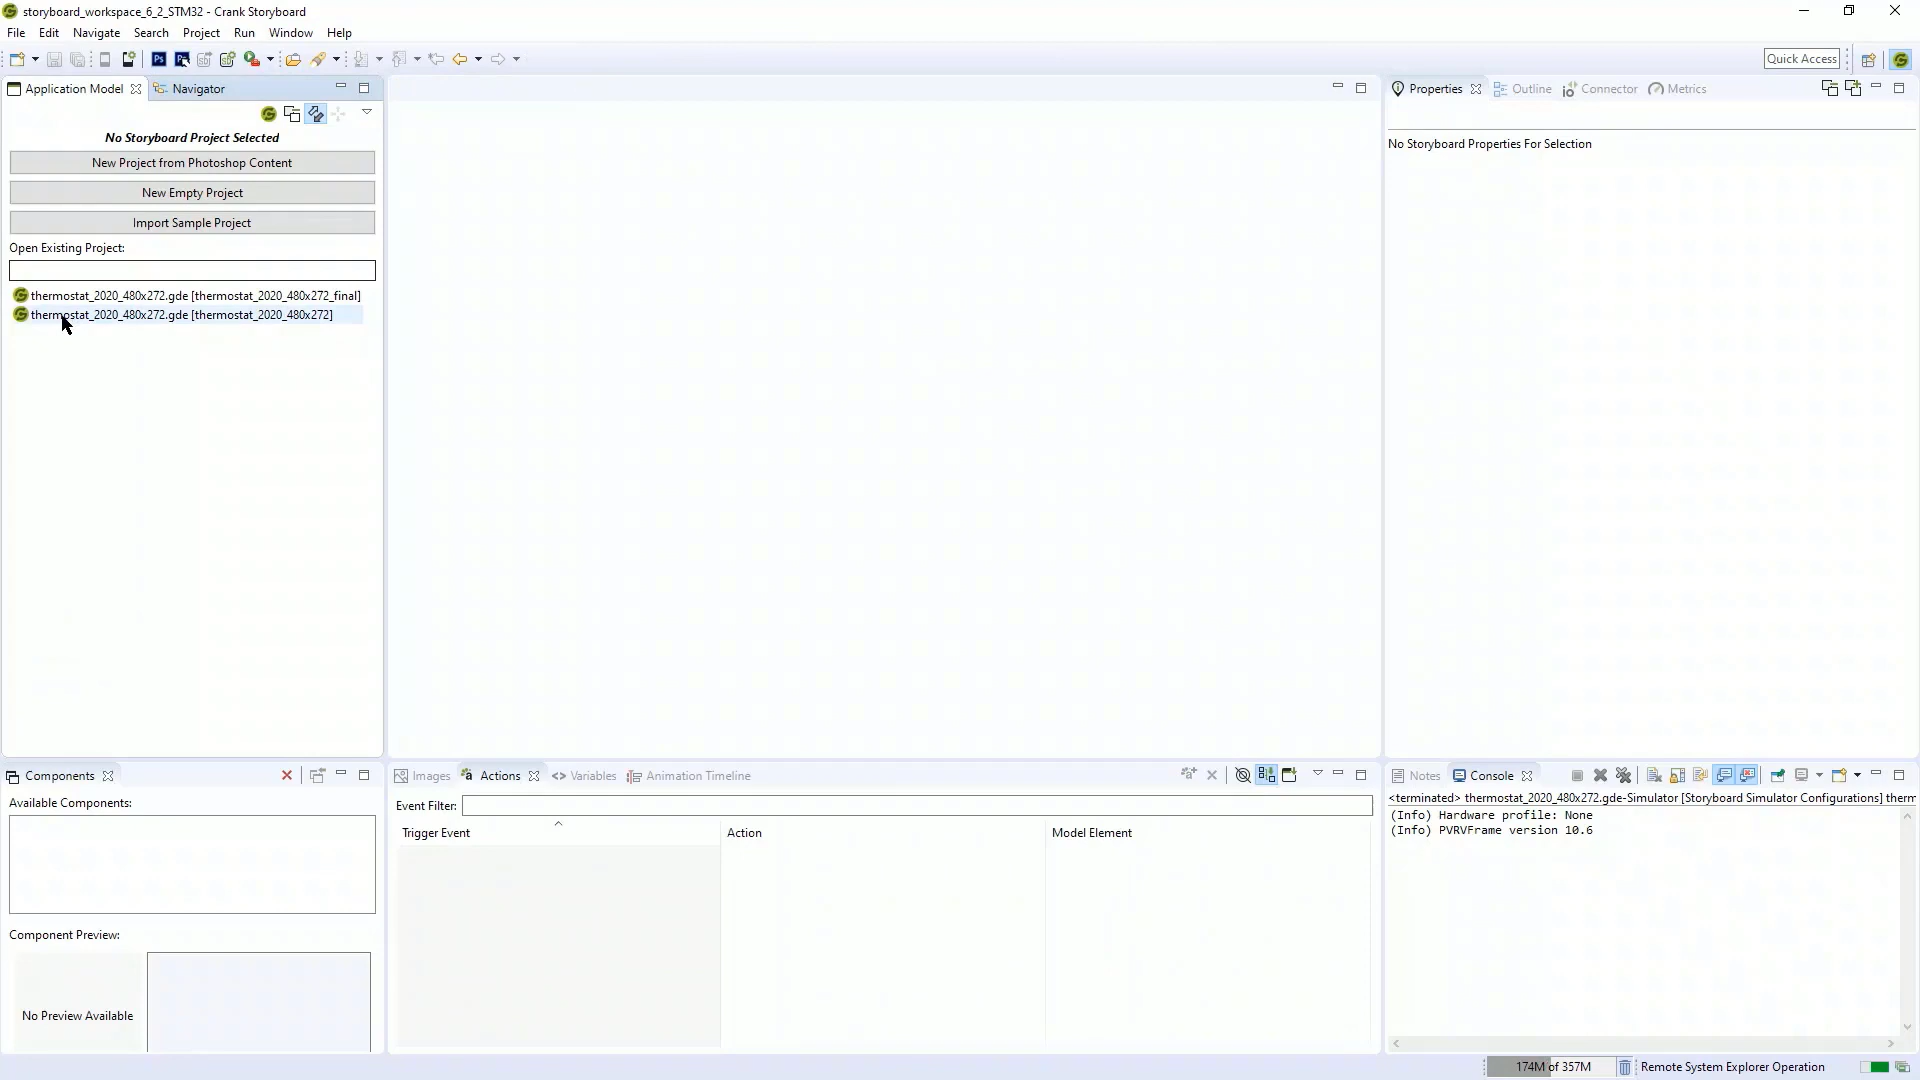 storyboard_workspace_6_2_STM32 - Crank Storyboard
File Edit Navigate Search Project Run Window Help
Ps Ps Quick Access
Application Model Navigator
No Storyboard Project Selected
New Project from Photoshop Content
New Empty Project
Import Sample Project
Open Existing Project:
thermostat_2020_480x272.gde [thermostat_2020_480x272_final]
thermostat_2020_480x272.gde [thermostat_2020_480x272]
Properties Outline Connector Metrics
No Storyboard Properties For Selection
Components
Available Components:
Component Preview:
No Preview Available
Images Actions Variables Animation Timeline
Event Filter:
Trigger Event Action Model Element
Notes Console
<terminated> thermostat_2020_480x272.gde-Simulator [Storyboard Simulator Configurations] therm
(Info) Hardware profile: None
(Info) PVRVFrame version 10.6
174M of 357M Remote System Explorer Operation